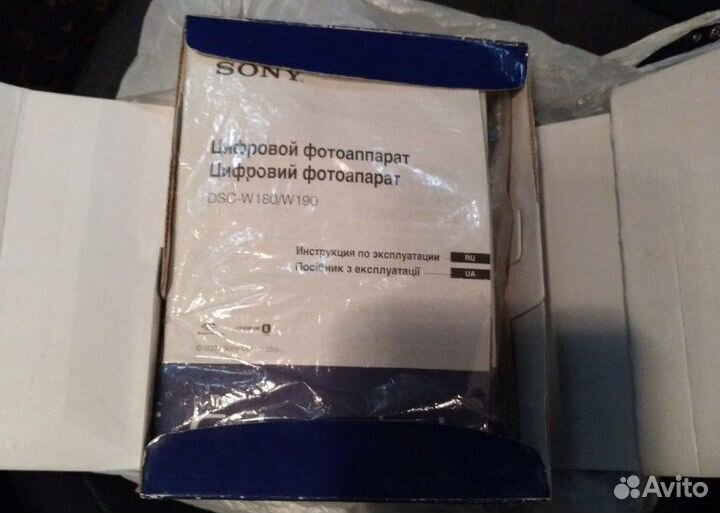 SONY
Цифровой фотоаппарат
Цифровий фотоапарат
DSC-W180/W190
Инструкция по эксплуатации RU
Посібник з експлуатації UA
Avito